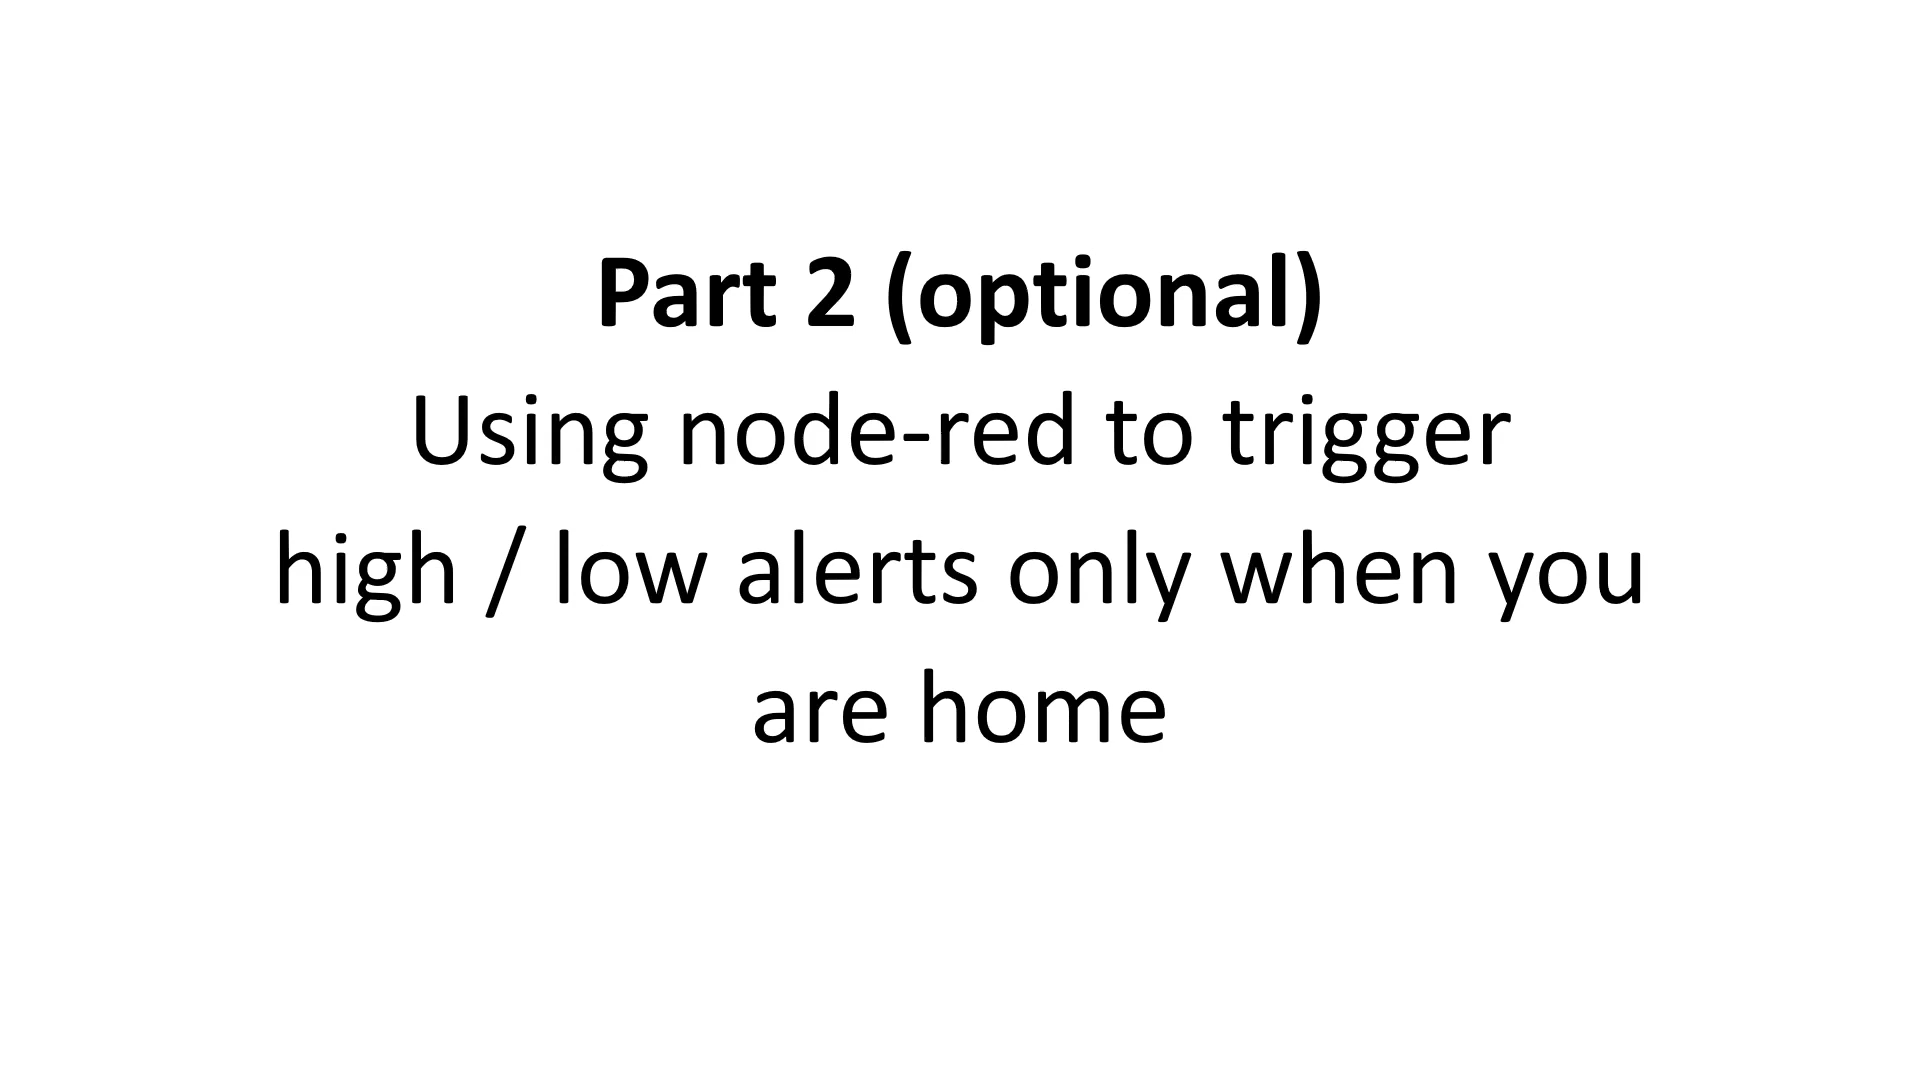 Part 2 (optional)
Using node-red to trigger
high / low alerts only when you
are home